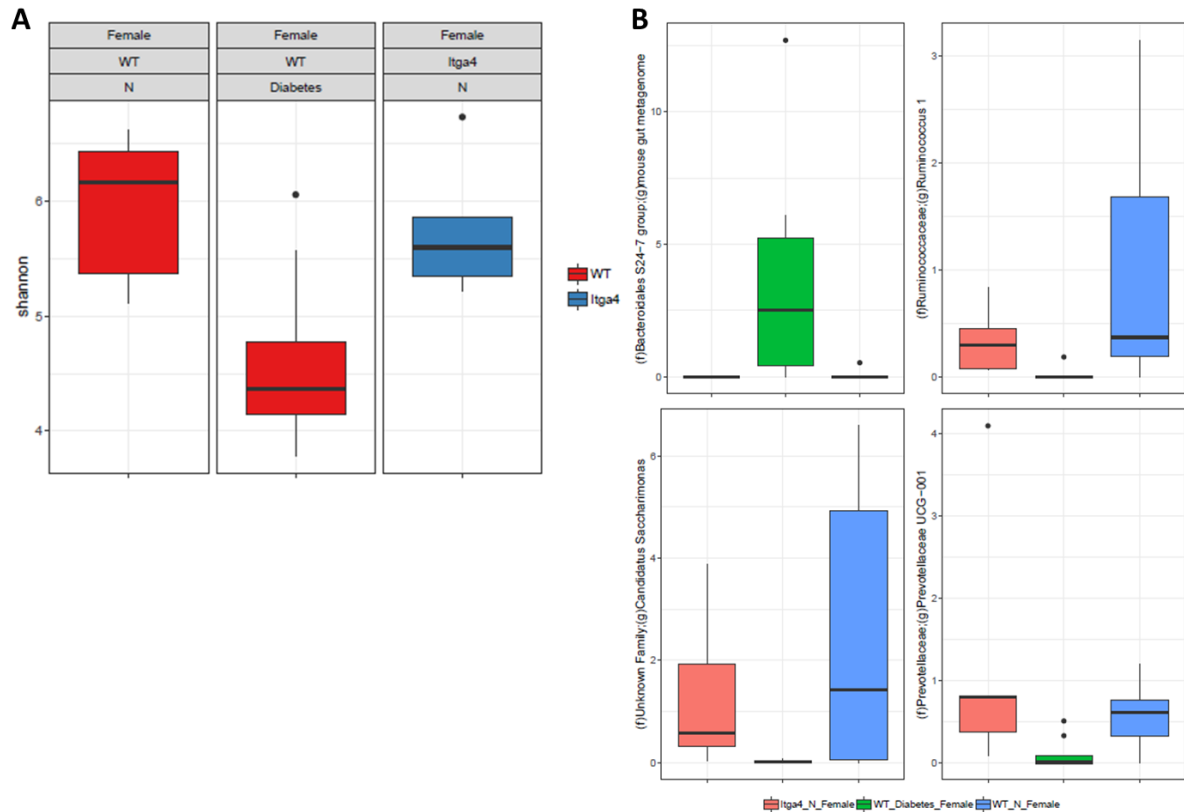 A
Female
WT
N
Female
WT
Diabetes
Female
Itga4
N
shannon
6
5
4
WT
Itga4
B
(f)Bacteroidales S24−7 group;(g)mouse gut metagenome
10
5
0
(f)Ruminococcaceae;(g)Ruminococcus 1
3
2
1
0
(f)Unknown Family;(g)Candidatus Saccharimonas
6
4
2
0
(f)Prevotellaceae;(g)Prevotellaceae UCG−001
4
3
2
1
0
Itga4_N_Female WT_Diabetes_Female WT_N_Female